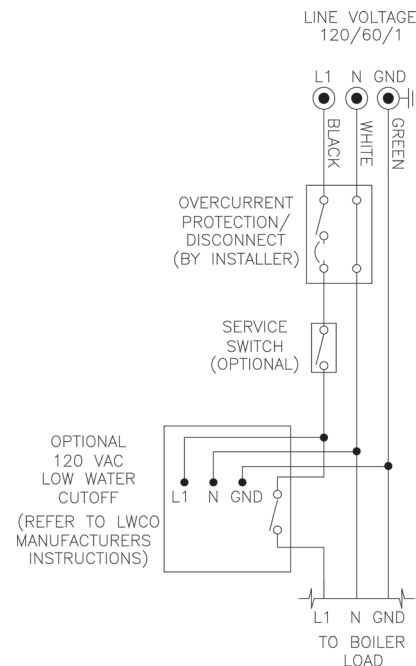 LINE VOLTAGE
120/60/1
L1 N GND
BLACK
WHITE
GREEN
OVERCURRENT
PROTECTION/
DISCONNECT
(BY INSTALLER)
SERVICE
SWITCH
(OPTIONAL)
OPTIONAL
120 VAC
LOW WATER
CUTOFF
(REFER TO LWCO
MANUFACTURERS
INSTRUCTIONS)
L1 N GND
L1 N GND
TO BOILER
LOAD